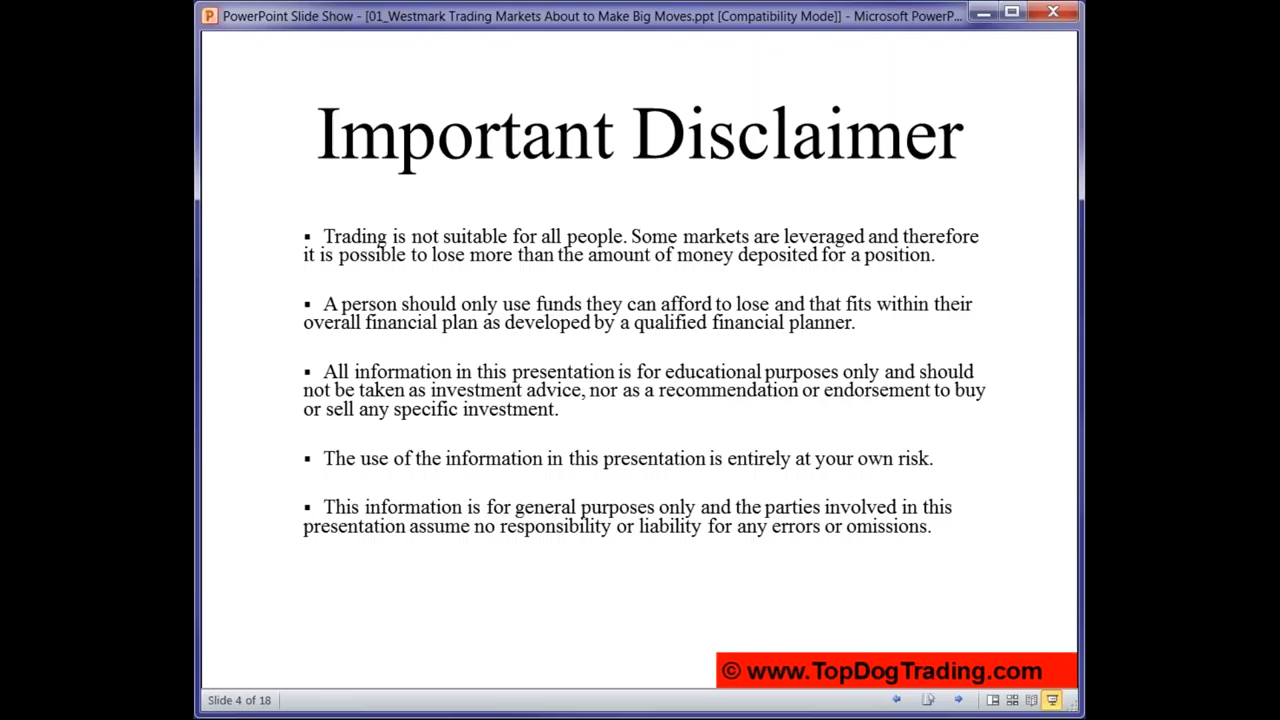 PowerPoint Slide Show - [01_Westmark Trading Markets About to Make Big Moves.ppt [Compatibility Mode]] - Microsoft PowerP...
Important Disclaimer
▪ Trading is not suitable for all people. Some markets are leveraged and therefore
it is possible to lose more than the amount of money deposited for a position.
▪ A person should only use funds they can afford to lose and that fits within their
overall financial plan as developed by a qualified financial planner.
▪ All information in this presentation is for educational purposes only and should
not be taken as investment advice, nor as a recommendation or endorsement to buy
or sell any specific investment.
▪ The use of the information in this presentation is entirely at your own risk.
▪ This information is for general purposes only and the parties involved in this
presentation assume no responsibility or liability for any errors or omissions.
© www.TopDogTrading.com
Slide 4 of 18